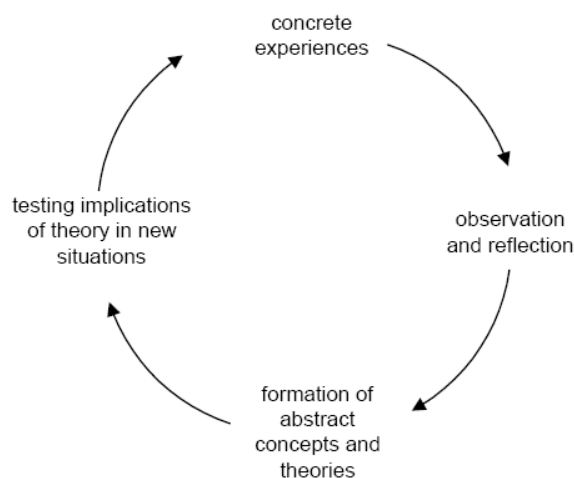 concrete
experiences
observation
and reflection
formation of
abstract
concepts and
theories
testing implications
of theory in new
situations